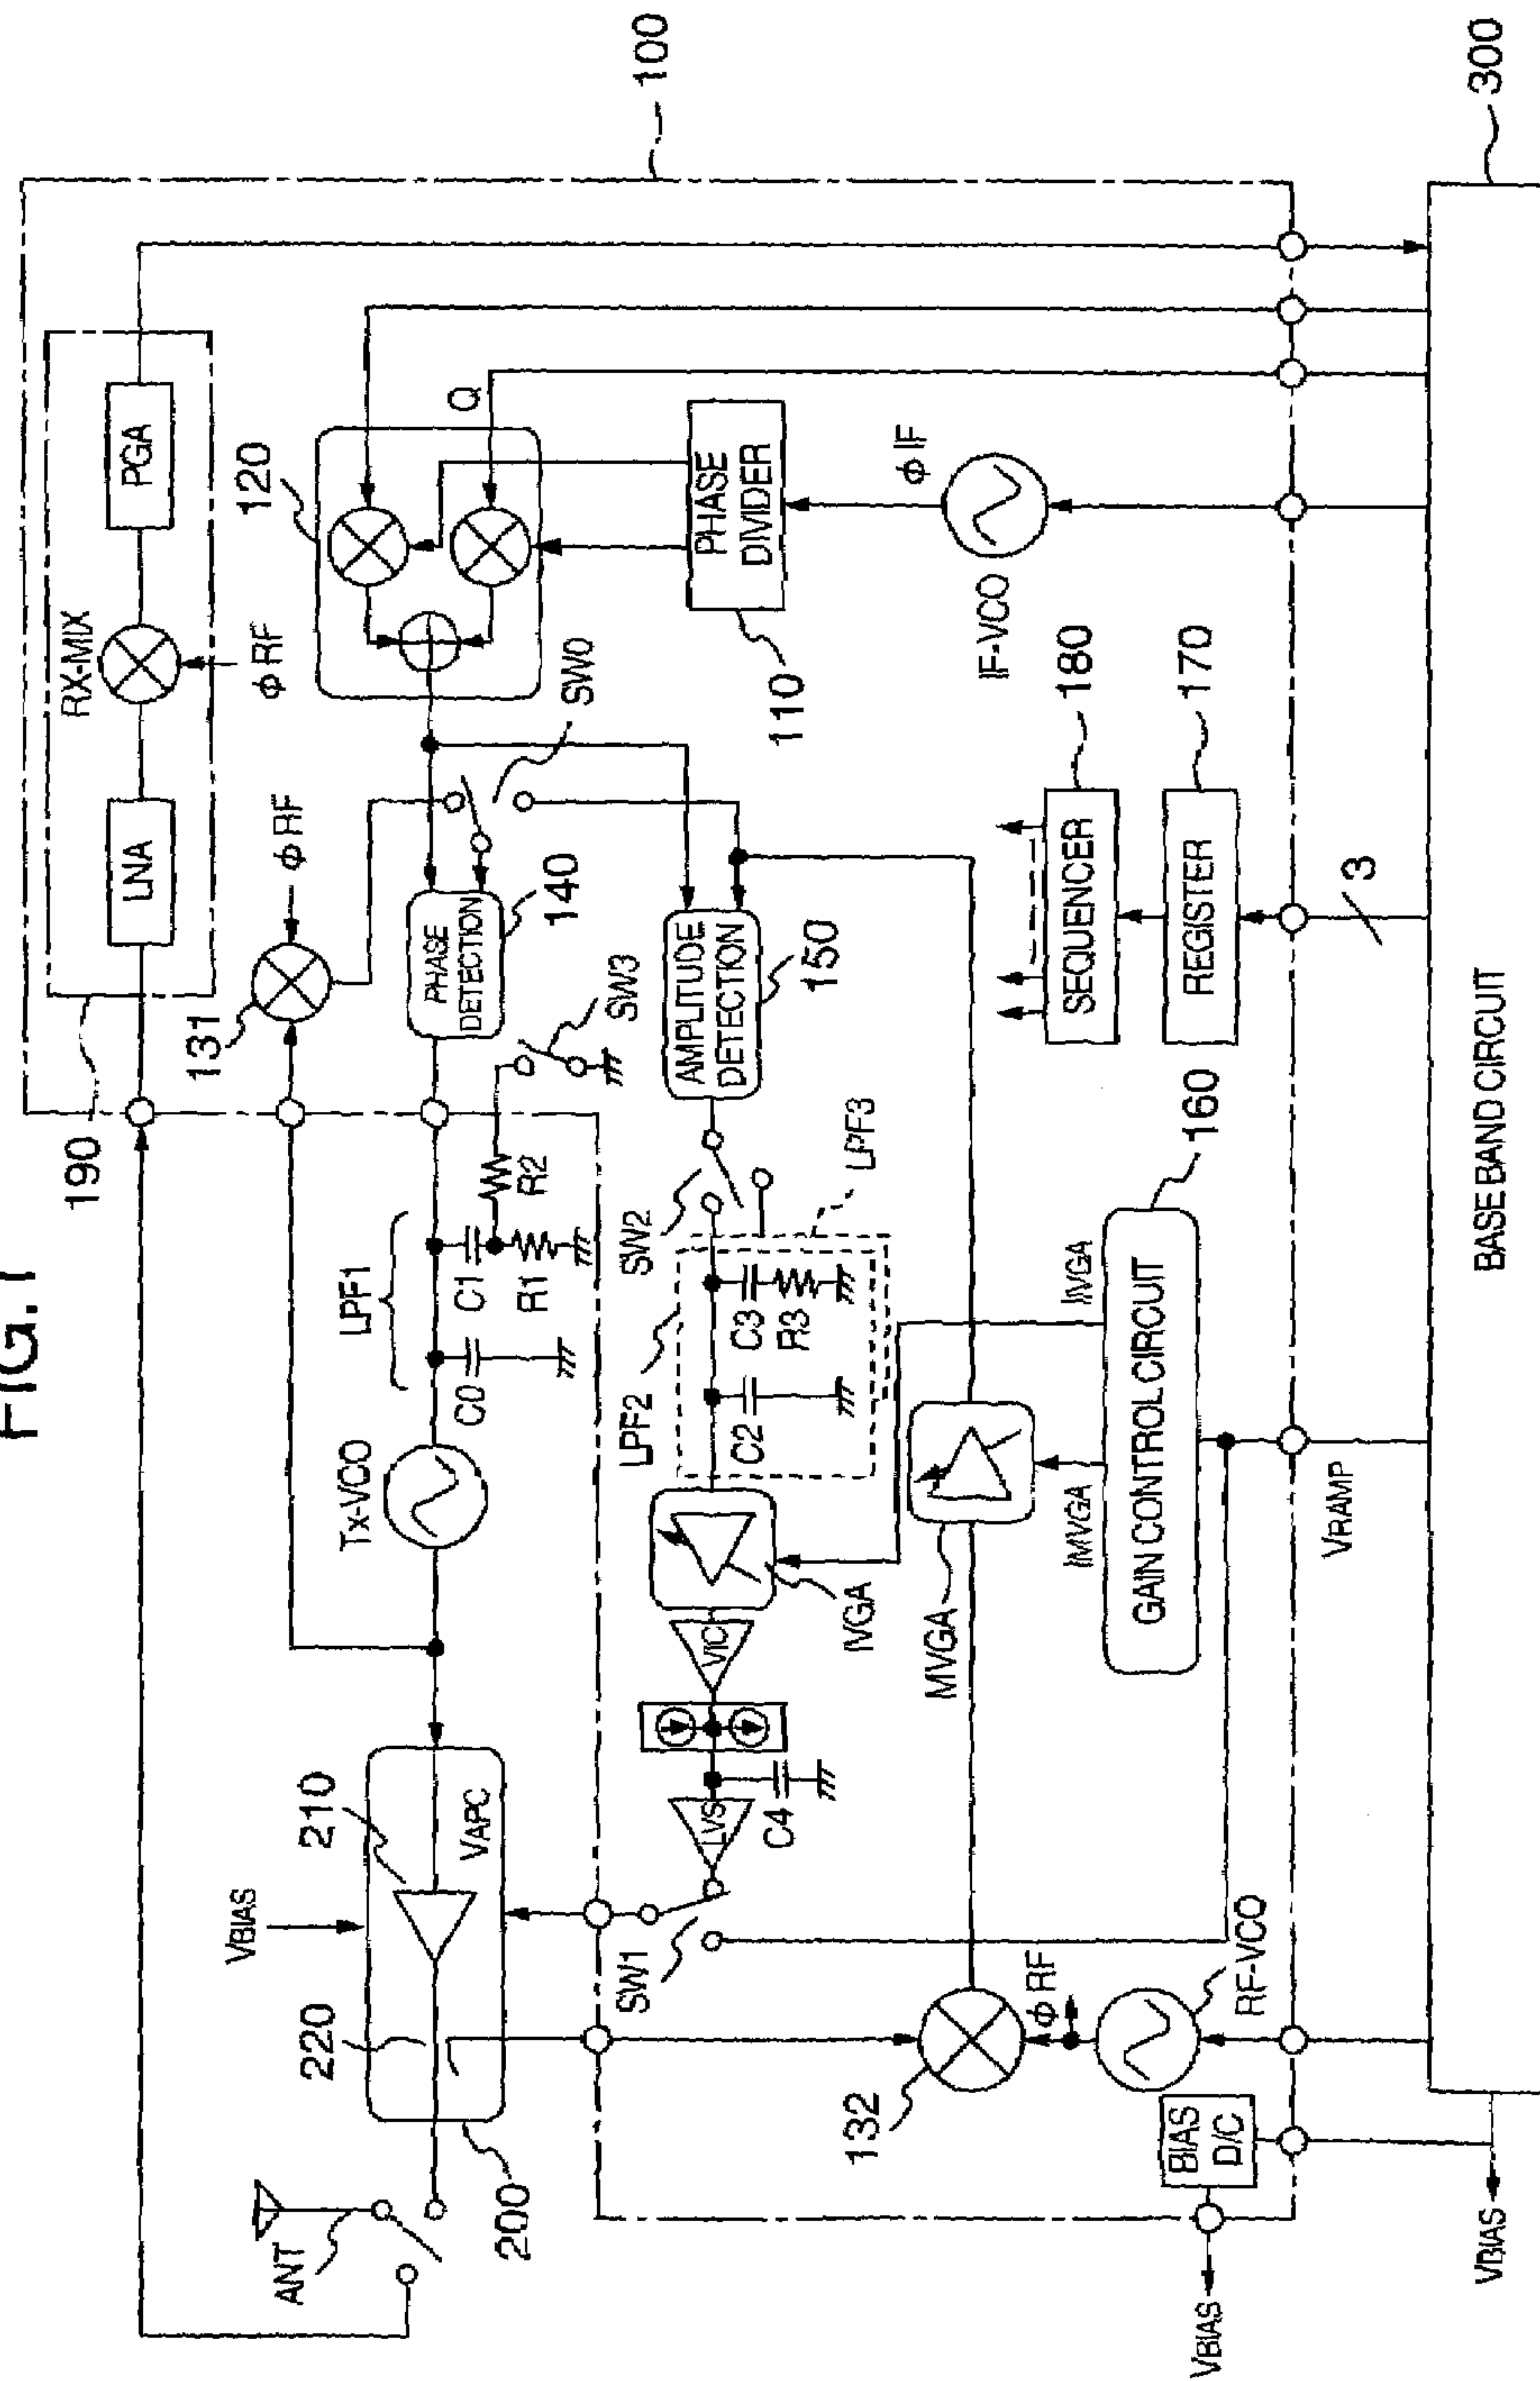 FIG.1
100
190
LNA
RX-MIX
PGA
φRF
131
φRF
120
Q
ANT
VBIAS
210
220
VAPC
200
Tx-VCO
LPF1
C0
C1
R1
R2
SW3
PHASE
DETECTION
140
SW0
PHASE
DIVIDER
110
SW1
LVS
C4
VIC
IVGA
LPF2
C2
C3
R3
LPF3
SW2
AMPLITUDE
DETECTION
150
φIF
IF-VCO
132
φRF
RF-VCO
MVGA
IMVGA
IIVGA
GAIN CONTROL CIRCUIT
160
SEQUENCER
180
REGISTER
170
3
BIAS
D/C
VBIAS
VRAMP
VBIAS
BASE BAND CIRCUIT
300